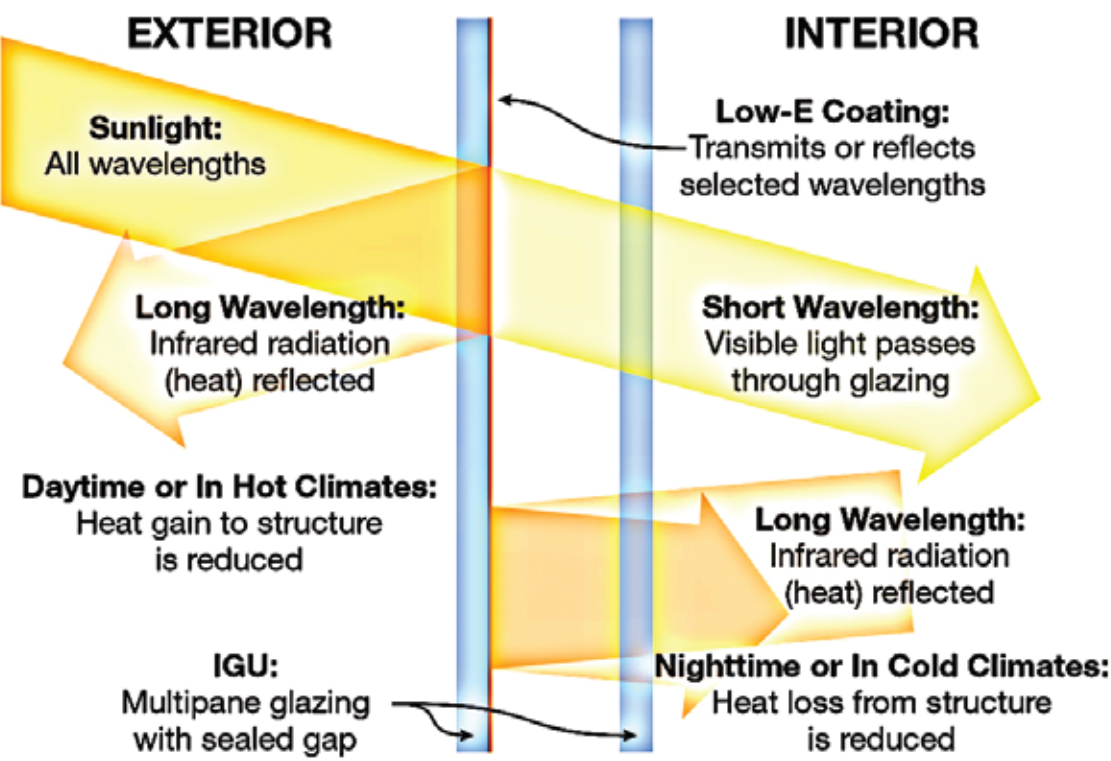 EXTERIOR
INTERIOR
Sunlight:
All wavelengths
Low-E Coating:
Transmits or reflects
selected wavelengths
Long Wavelength:
Infrared radiation
(heat) reflected
Short Wavelength:
Visible light passes
through glazing
Daytime or In Hot Climates:
Heat gain to structure
is reduced
Long Wavelength:
Infrared radiation
(heat) reflected
IGU:
Multipane glazing
with sealed gap
Nighttime or In Cold Climates:
Heat loss from structure
is reduced